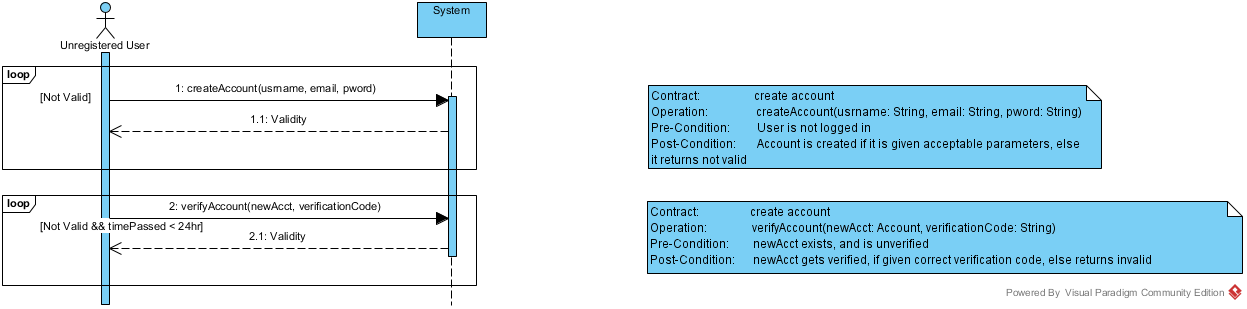 System
Unregistered User
loop
[Not Valid]
1: createAccount(usrname, email, pword)
1.1: Validity
loop
2: verifyAccount(newAcct, verificationCode)
[Not Valid && timePassed < 24hr]
2.1: Validity
Contract: create account
Operation: createAccount(usrname: String, email: String, pword: String)
Pre-Condition: User is not logged in
Post-Condition: Account is created if it is given acceptable parameters, else
it returns not valid
Contract: create account
Operation: verifyAccount(newAcct: Account, verificationCode: String)
Pre-Condition: newAcct exists, and is unverified
Post-Condition: newAcct gets verified, if given correct verification code, else returns invalid
Powered By Visual Paradigm Community Edition